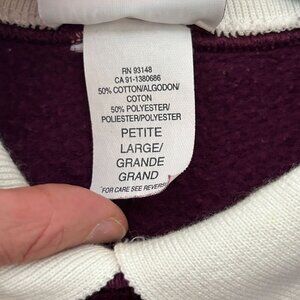 RN 93148
CA 91-1380686
50% COTTON/ALGODON/
COTON
50% POLYESTER/
POLIESTER/POLYESTER
PETITE
LARGE/
GRANDE
GRAND
FOR CARE SEE REVERS